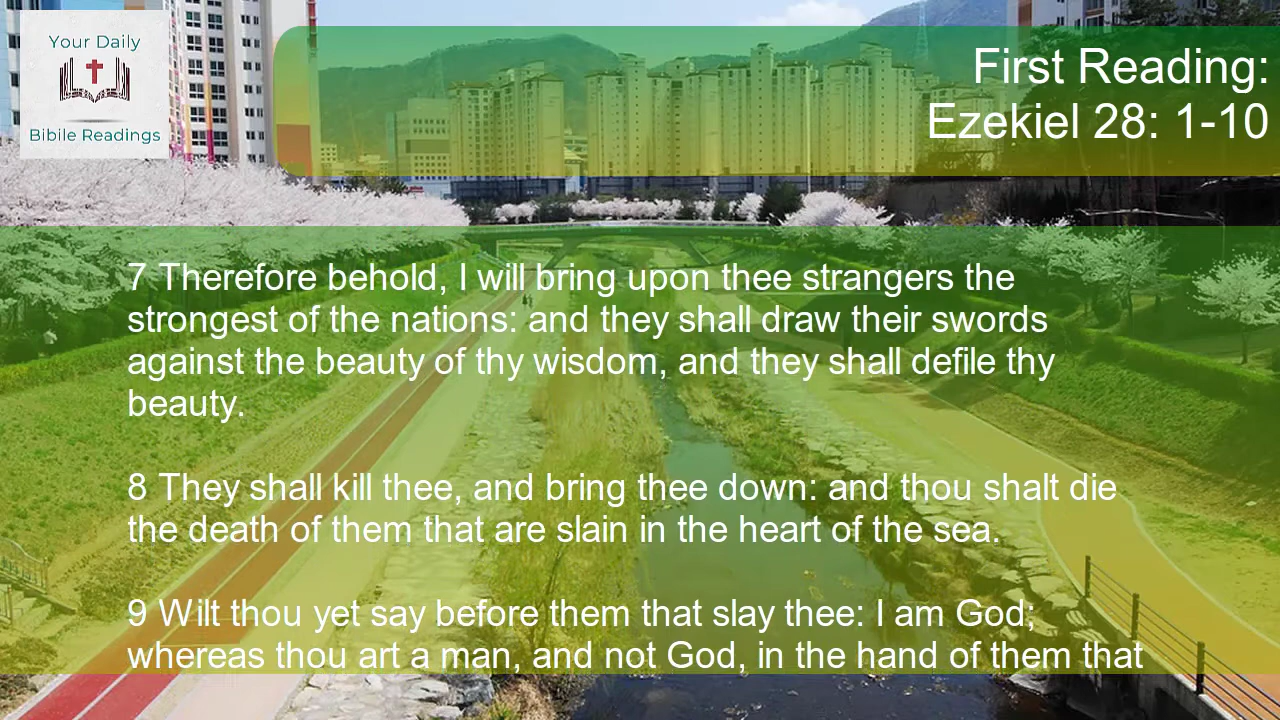 Your Daily
Bibile Readings
First Reading:
Ezekiel 28: 1-10
7 Therefore behold, I will bring upon thee strangers the
strongest of the nations: and they shall draw their swords
against the beauty of thy wisdom, and they shall defile thy
beauty.
8 They shall kill thee, and bring thee down: and thou shalt die
the death of them that are slain in the heart of the sea.
9 Wilt thou yet say before them that slay thee: I am God;
whereas thou art a man, and not God, in the hand of them that